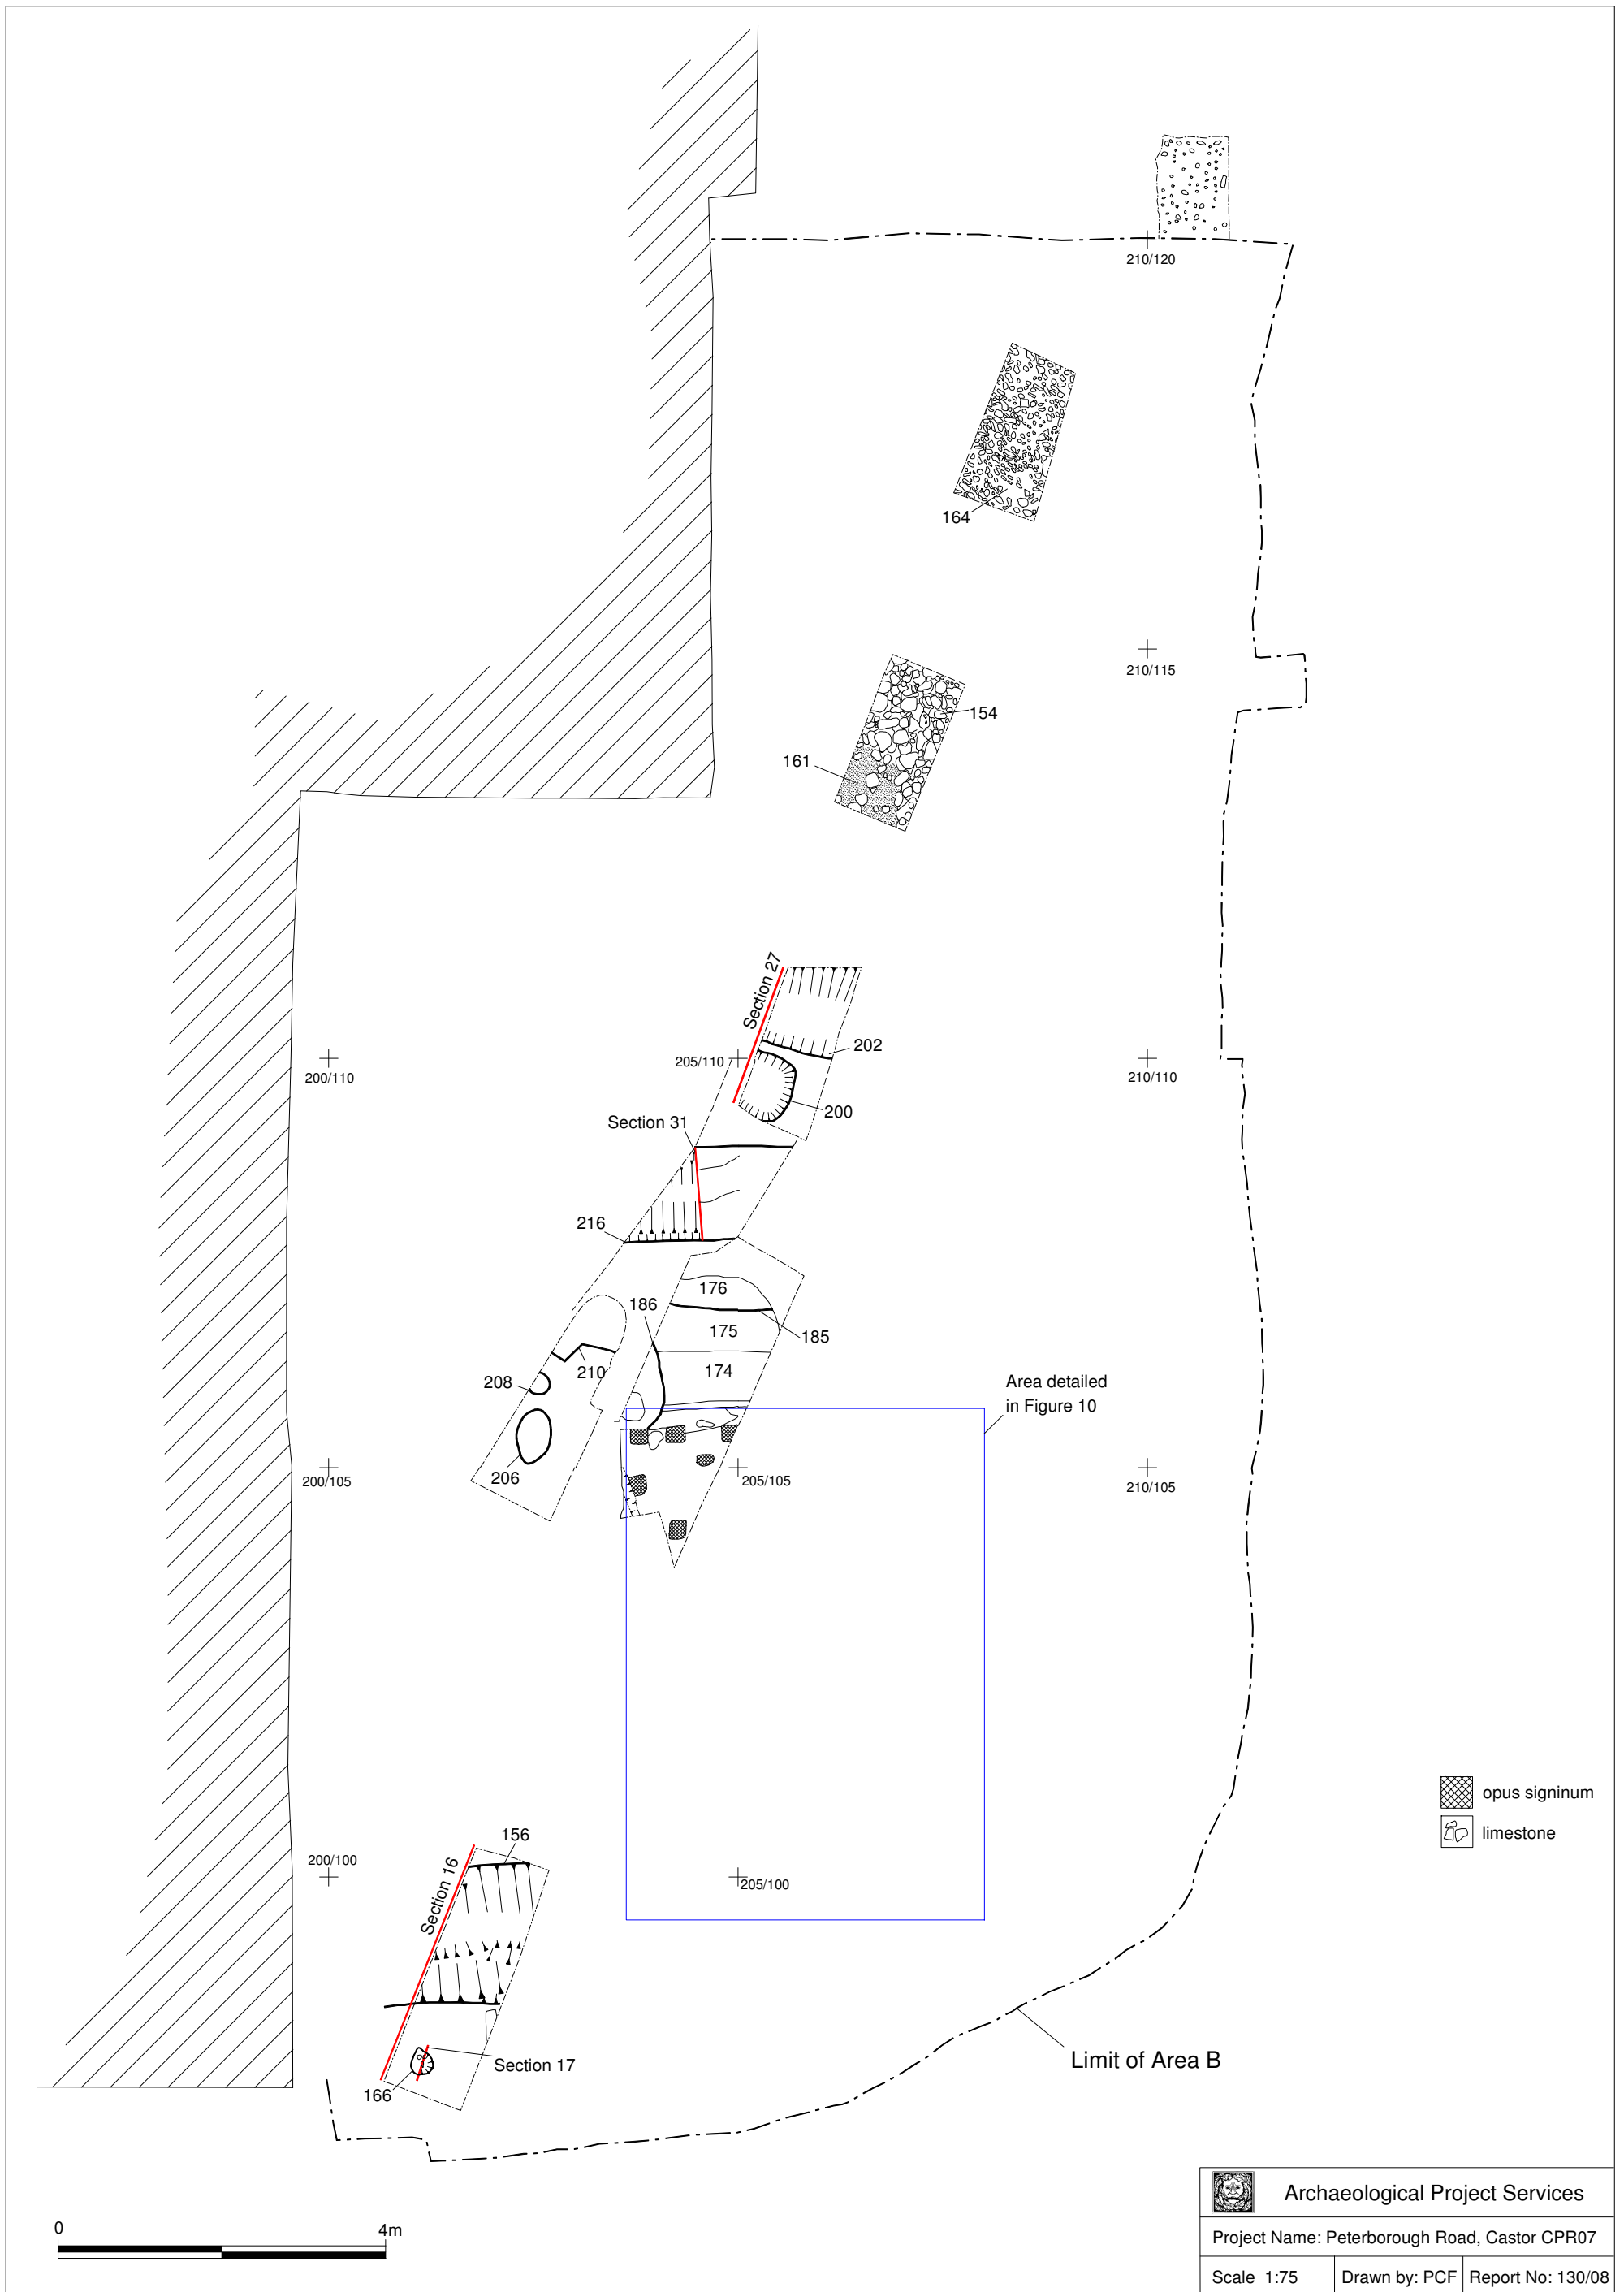 210/120
164
210/115
154
161
Section 27
202
205/110
200/110
210/110
200
Section 31
216
176
186
185
175
210
174
208
Area detailed
in Figure 10
206
200/105
205/105
210/105
opus signinum
limestone
156
200/100
Section 16
205/100
Limit of Area B
Section 17
166
0
4m
Archaeological Project Services
Project Name: Peterborough Road, Castor CPR07
Scale 1:75
Drawn by: PCF
Report No: 130/08